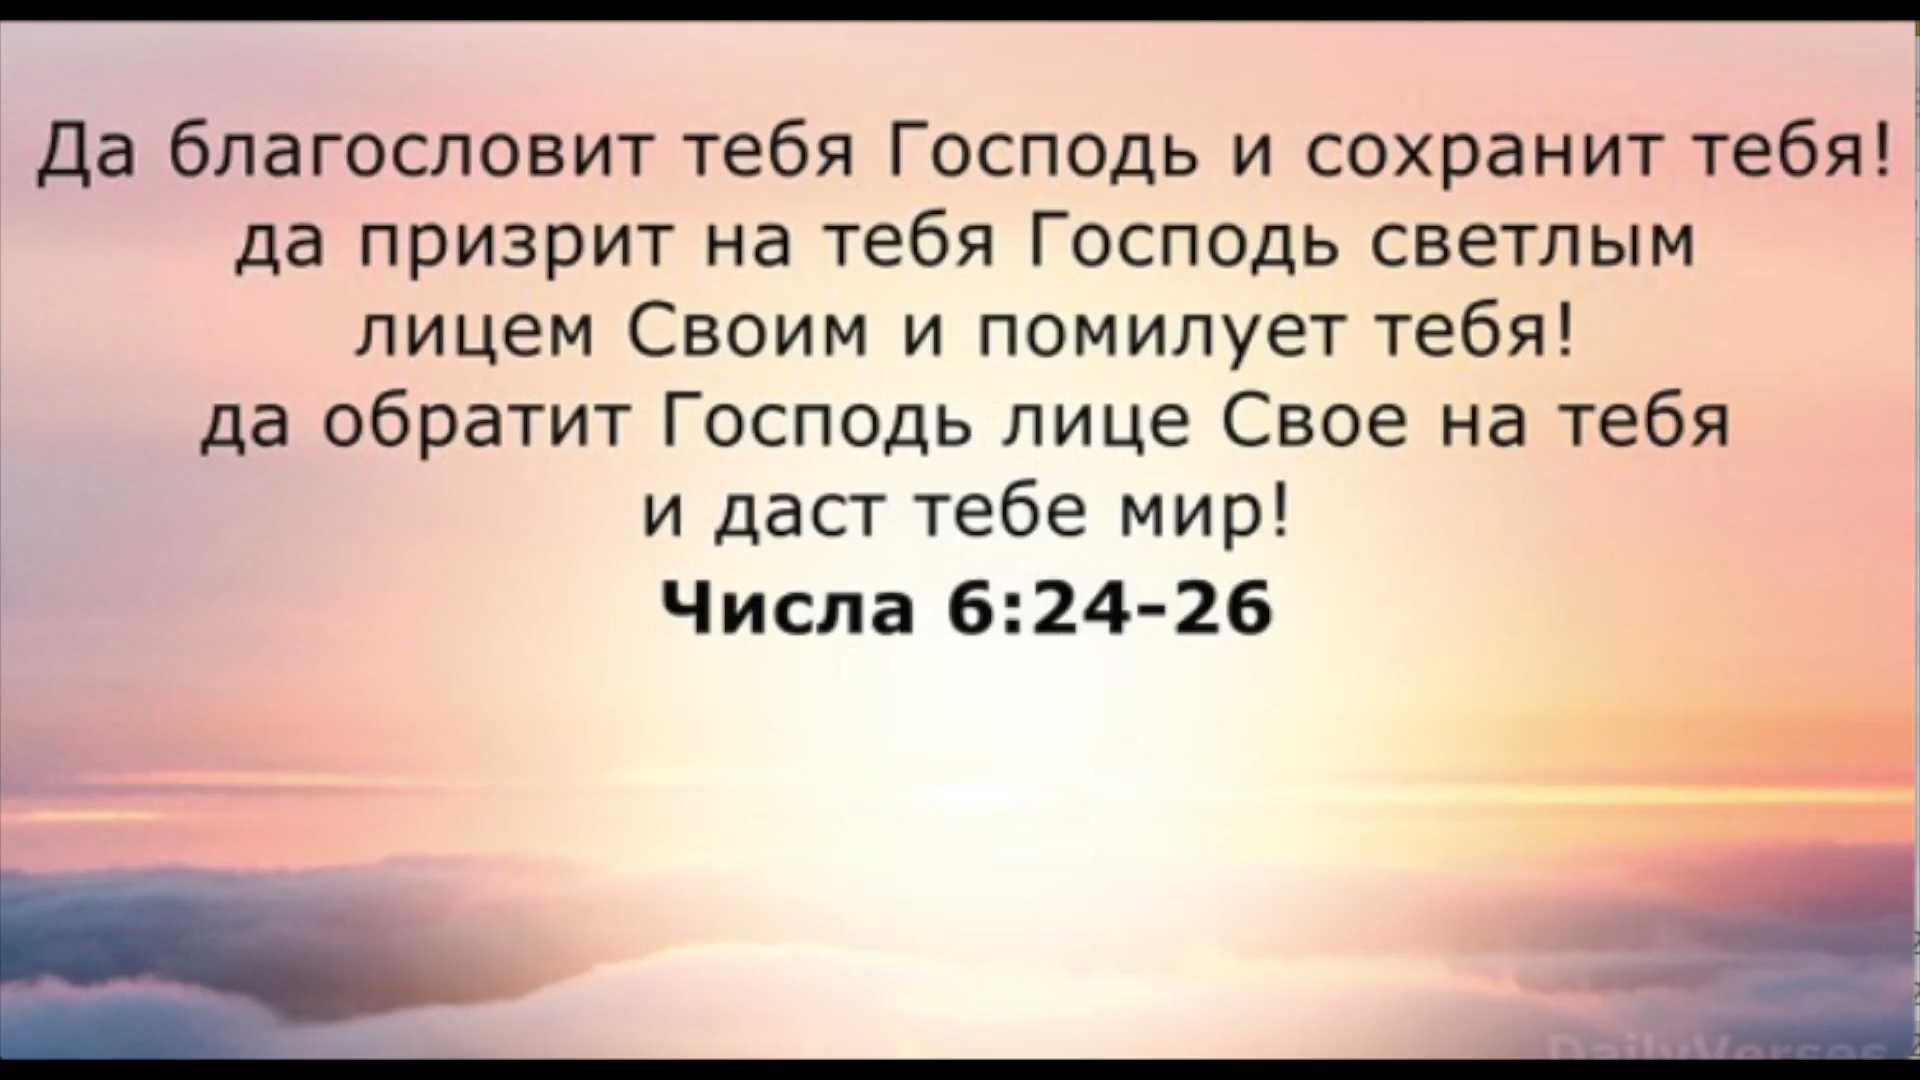 Да благословит тебя Господь и сохранит тебя!
да призрит на тебя Господь светлым
лицем Своим и помилует тебя!
да обратит Господь лице Свое на тебя
и даст тебе мир!
Числа 6:24-26
DailyVerses